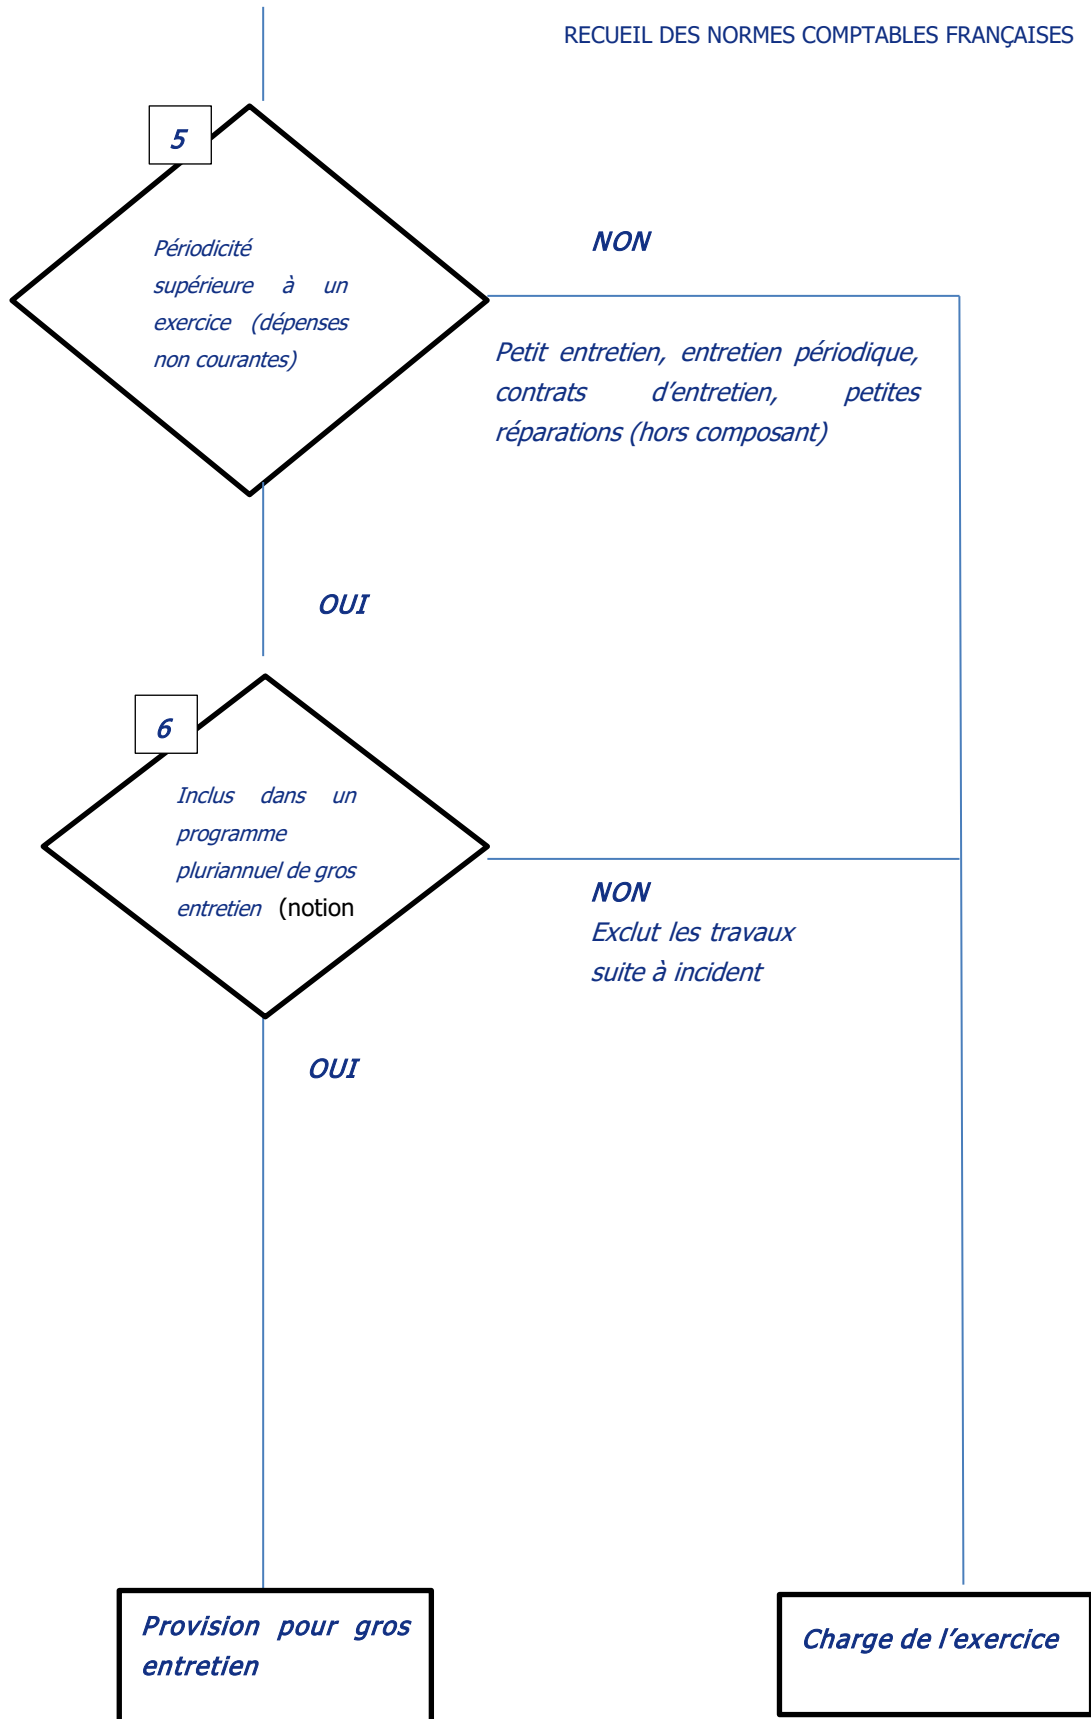 RECUEIL DES NORMES COMPTABLES FRANÇAISES
5
Périodicité
supérieure à un
exercice (dépenses
non courantes)
NON
Petit entretien, entretien périodique,
contrats d’entretien, petites
réparations (hors composant)
OUI
6
Inclus dans un
programme
pluriannuel de gros
entretien (notion
NON
Exclut les travaux
suite à incident
OUI
Provision pour gros
entretien
Charge de l’exercice